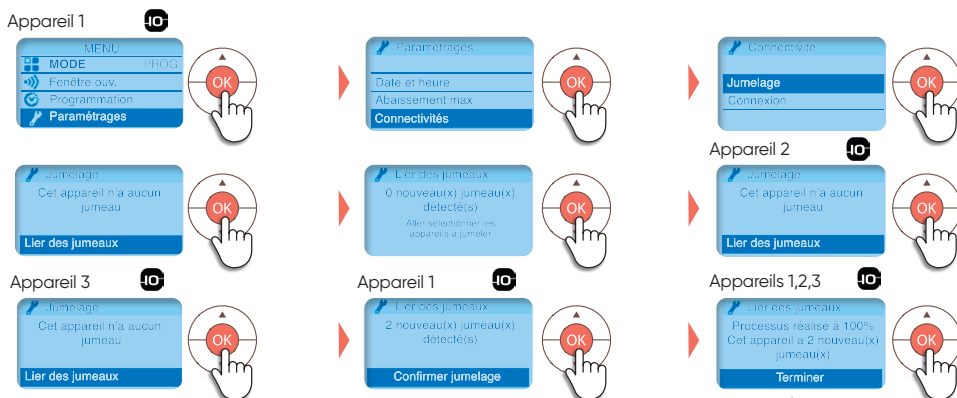 Appareil 1
IO
MENU
MODE PROG
Fenêtre ouv.
Programmation
Paramétrages
OK
Paramétrages
Date et heure
Abaissement max
Connectivités
OK
Connectivité
Jumelage
Connexion
OK
Jumelage
Cet appareil n'a aucun
jumeau
Lier des jumeaux
OK
Lier des jumeaux
0 nouveau(x) jumeau(x)
détecté(s)
Aller sélectionner les
appareils à jumeler
OK
Appareil 2
IO
Jumelage
Cet appareil n'a aucun
jumeau
Lier des jumeaux
OK
Appareil 3
IO
Jumelage
Cet appareil n'a aucun
jumeau
Lier des jumeaux
OK
Appareil 1
IO
Lier des jumeaux
2 nouveau(x) jumeau(x)
détecté(s)
Confirmer jumelage
OK
Appareils 1,2,3
IO
Lier des jumeaux
Processus réalisé à 100%
Cet appareil a 2 nouveau(x)
jumeau(x)
Terminer
OK